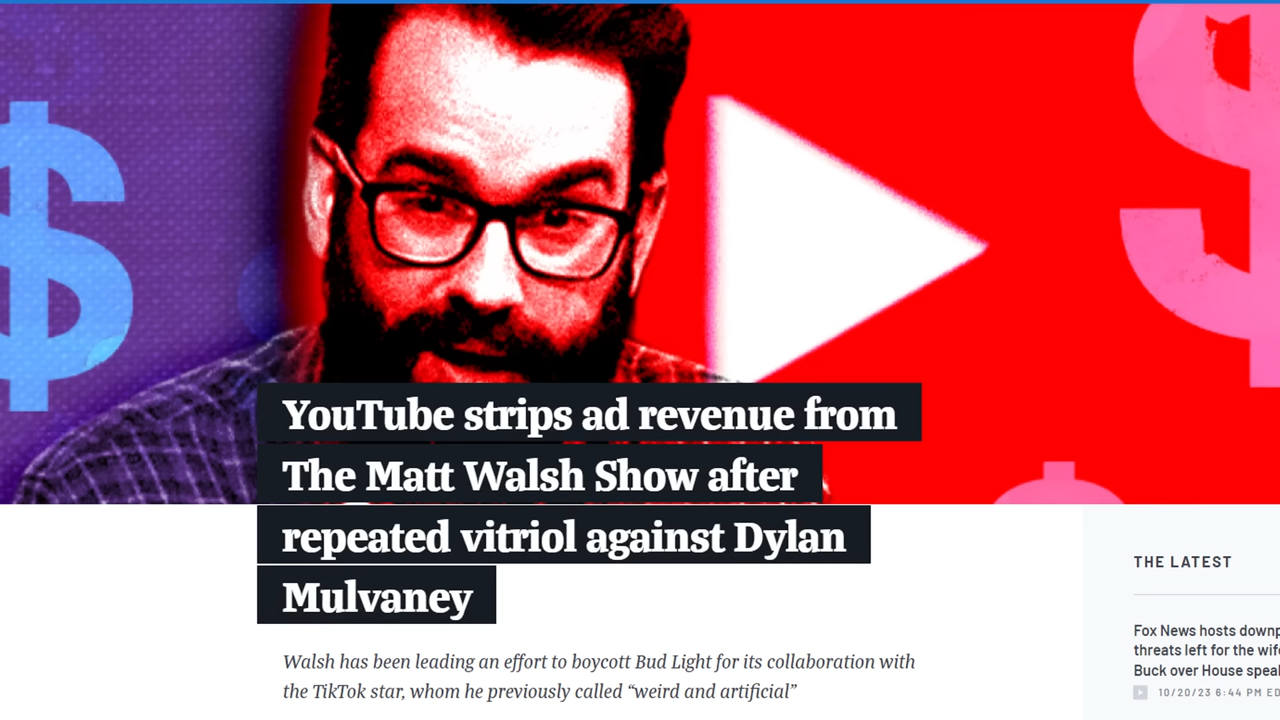 YouTube strips ad revenue from
The Matt Walsh Show after
repeated vitriol against Dylan
Mulvaney
Walsh has been leading an effort to boycott Bud Light for its collaboration with
the TikTok star, whom he previously called “weird and artificial”
THE LATEST
Fox News hosts downp
threats left for the wif
Buck over House speal
10/20/23 6:44 PM ED